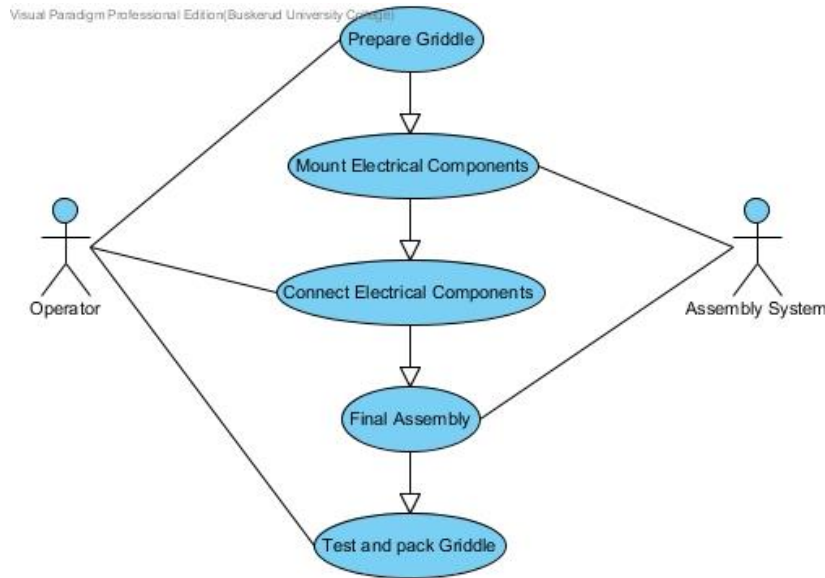 Visual Paradigm Professional Edition(Buskerud University College)
Prepare Griddle
Mount Electrical Components
Connect Electrical Components
Operator
Assembly System
Final Assembly
Test and pack Griddle